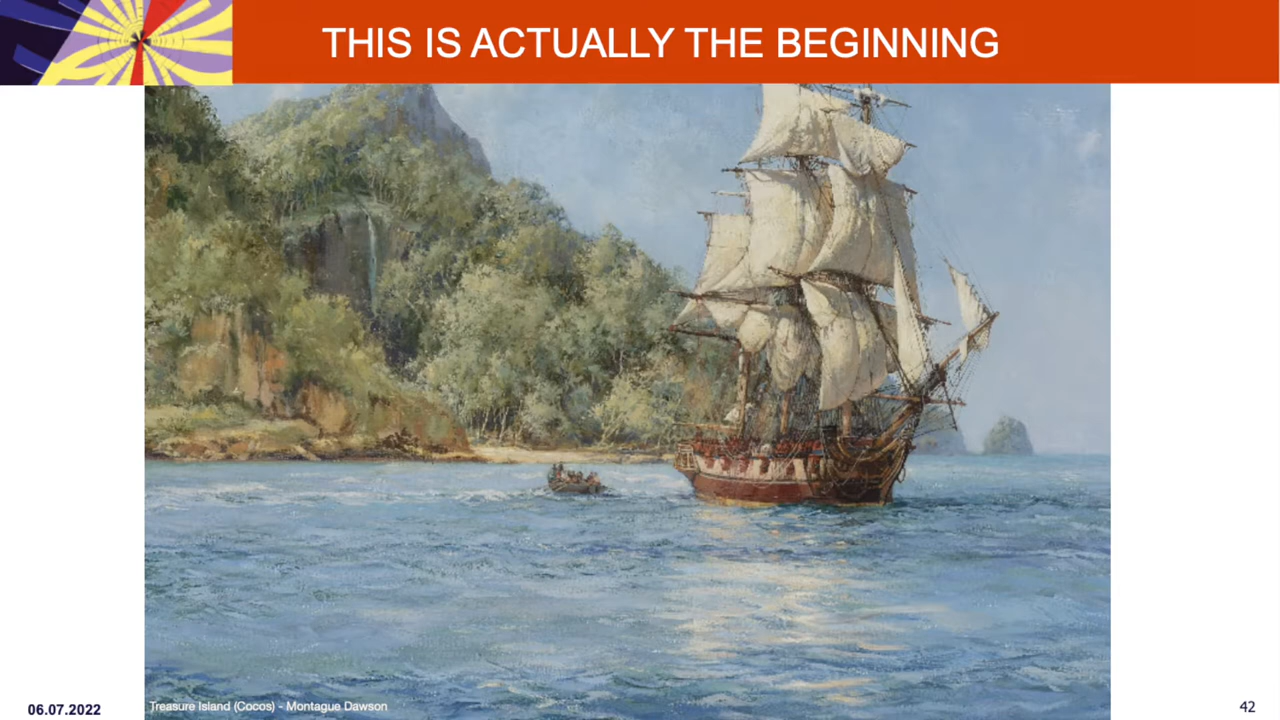 THIS IS ACTUALLY THE BEGINNING
Treasure Island (Cocos) - Montague Dawson
06.07.2022
42